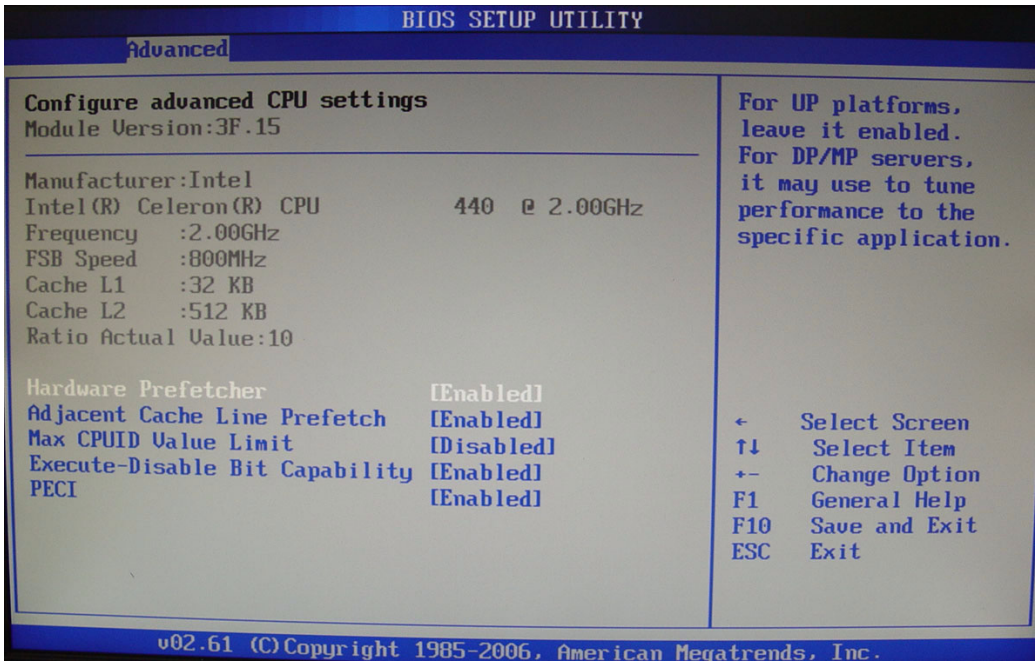 BIOS SETUP UTILITY
Advanced
Configure advanced CPU settings
Module Version:3F.15
Manufacturer:Intel
Intel(R) Celeron(R) CPU 440 @ 2.00GHz
Frequency :2.00GHz
FSB Speed :800MHz
Cache L1 :32 KB
Cache L2 :512 KB
Ratio Actual Value:10
Hardware Prefetcher [Enabled]
Adjacent Cache Line Prefetch [Enabled]
Max CPUID Value Limit [Disabled]
Execute-Disable Bit Capability [Enabled]
PECI [Enabled]
For UP platforms,
leave it enabled.
For DP/MP servers,
it may use to tune
performance to the
specific application.
← Select Screen
↑↓ Select Item
+- Change Option
F1 General Help
F10 Save and Exit
ESC Exit
v02.61 (C)Copyright 1985-2006, American Megatrends, Inc.